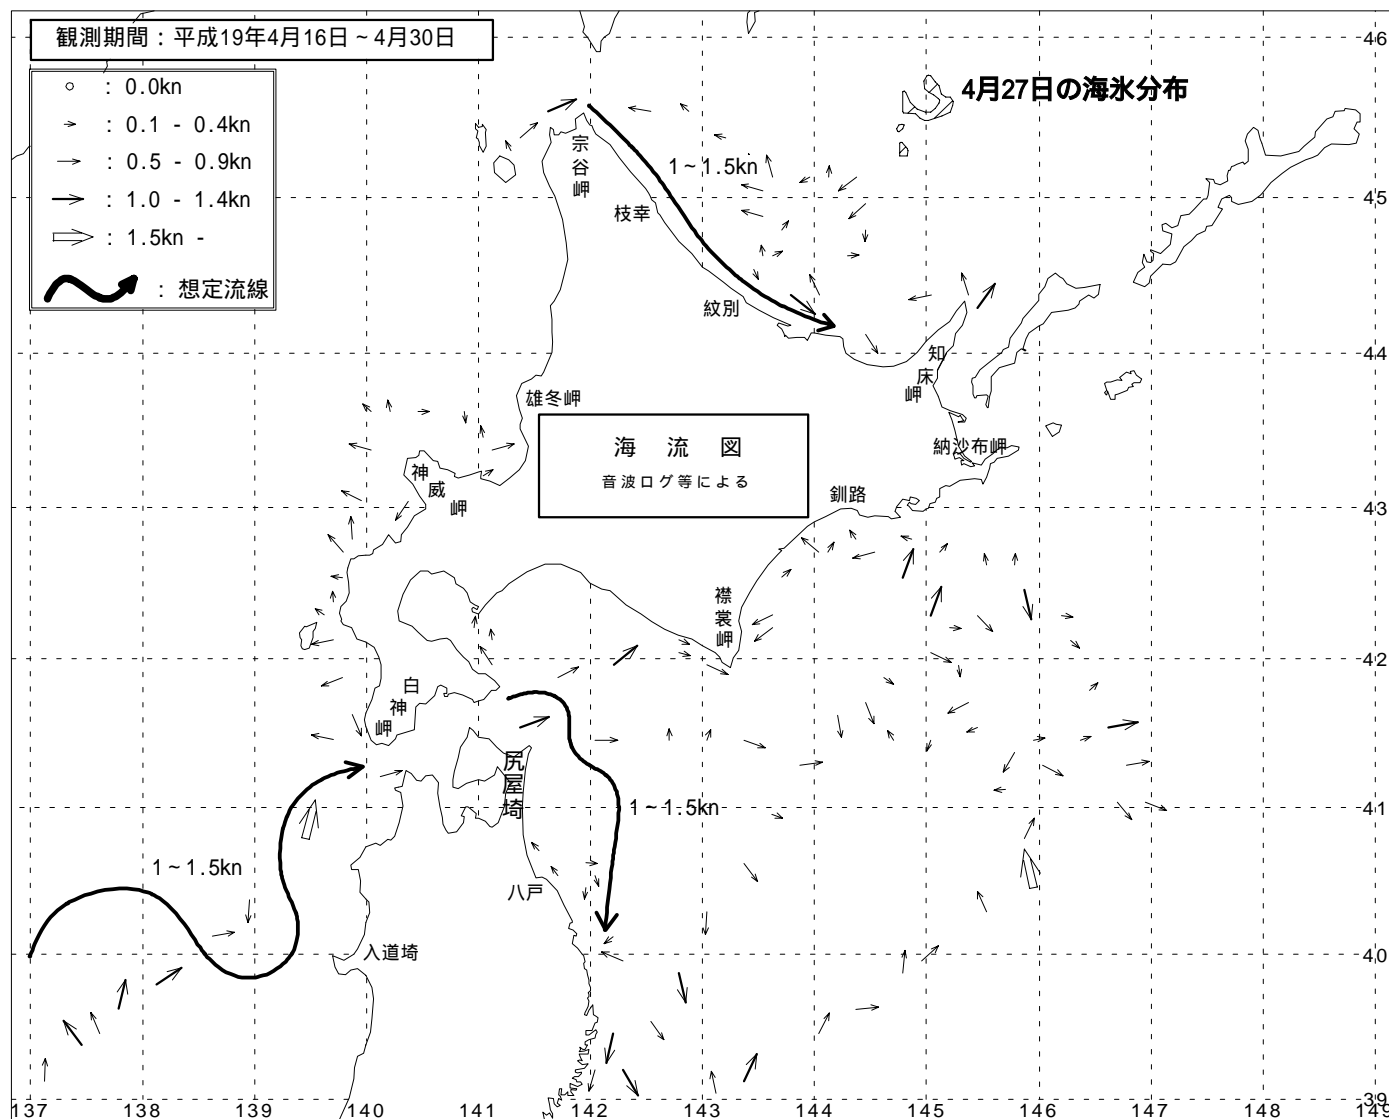 観測期間：平成19年4月16日～4月30日
：0.0kn
：0.1 - 0.4kn
：0.5 - 0.9kn
：1.0 - 1.4kn
：1.5kn -
：想定流線
4月27日の海氷分布
宗谷岬
1～1.5kn
枝幸
紋別
知床岬
雄冬岬
海流図
音波ログ等による
納沙布岬
神威岬
釧路
襟裳岬
白神岬
尻屋埼
1～1.5kn
1～1.5kn
八戸
入道埼
46
45
44
43
42
41
40
39
137 138 139 140 141 142 143 144 145 146 147 148 149